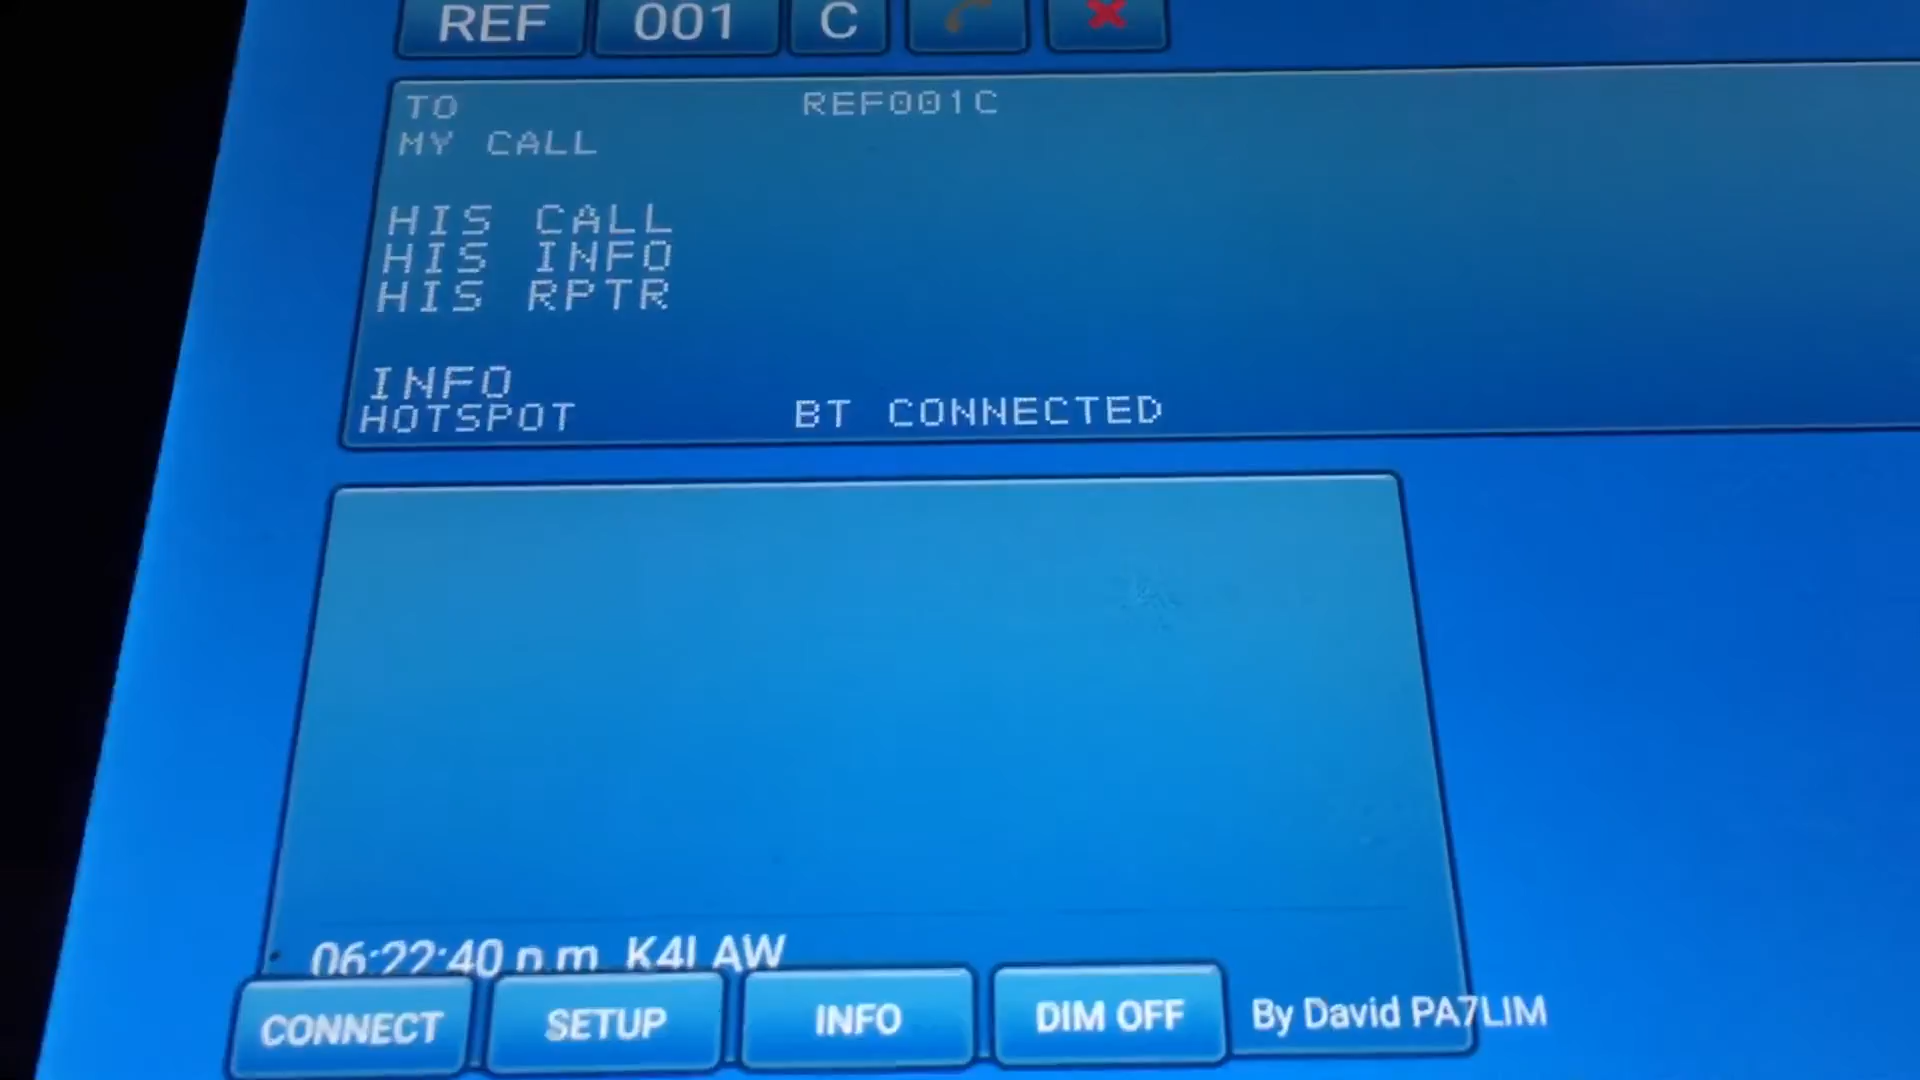 REF 001 C
TO REF001C
MY CALL
HIS CALL
HIS INFO
HIS RPTR
INFO
HOTSPOT BT CONNECTED
06:22:40 p.m. K4LAW
CONNECT SETUP INFO DIM OFF By David PA7LIM